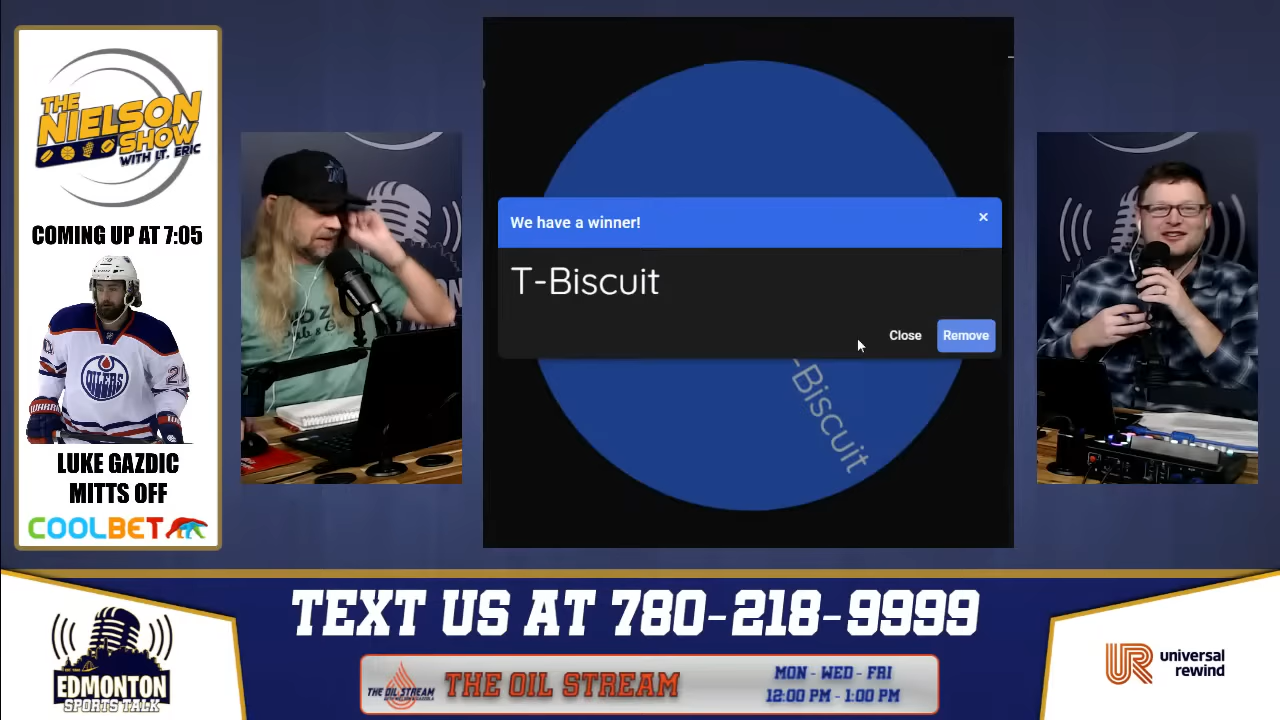 THE
NIELSON
SHOW
WITH LT. ERIC
COMING UP AT 7:05
OILERS
LUKE GAZDIC
MITTS OFF
COOLBET
We have a winner!
×
T-Biscuit
Close
Remove
-Biscuit
TEXT US AT 780-218-9999
EDMONTON
SPORTS TALK
THE OIL STREAM
THE OIL STREAM
MON - WED - FRI
12:00 PM - 1:00 PM
UR
universal
rewind